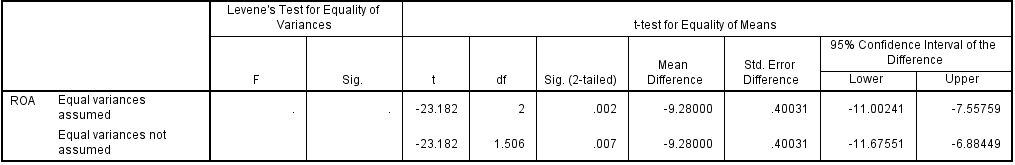 Levene's Test for Equality of Variances
t-test for Equality of Means
95% Confidence Interval of the Difference
F Sig. t df Sig. (2-tailed) Mean Difference Std. Error Difference Lower Upper
ROA Equal variances assumed . . -23.182 2 .002 -9.28000 .40031 -11.00241 -7.55759
Equal variances not assumed -23.182 1.506 .007 -9.28000 .40031 -11.67551 -6.88449